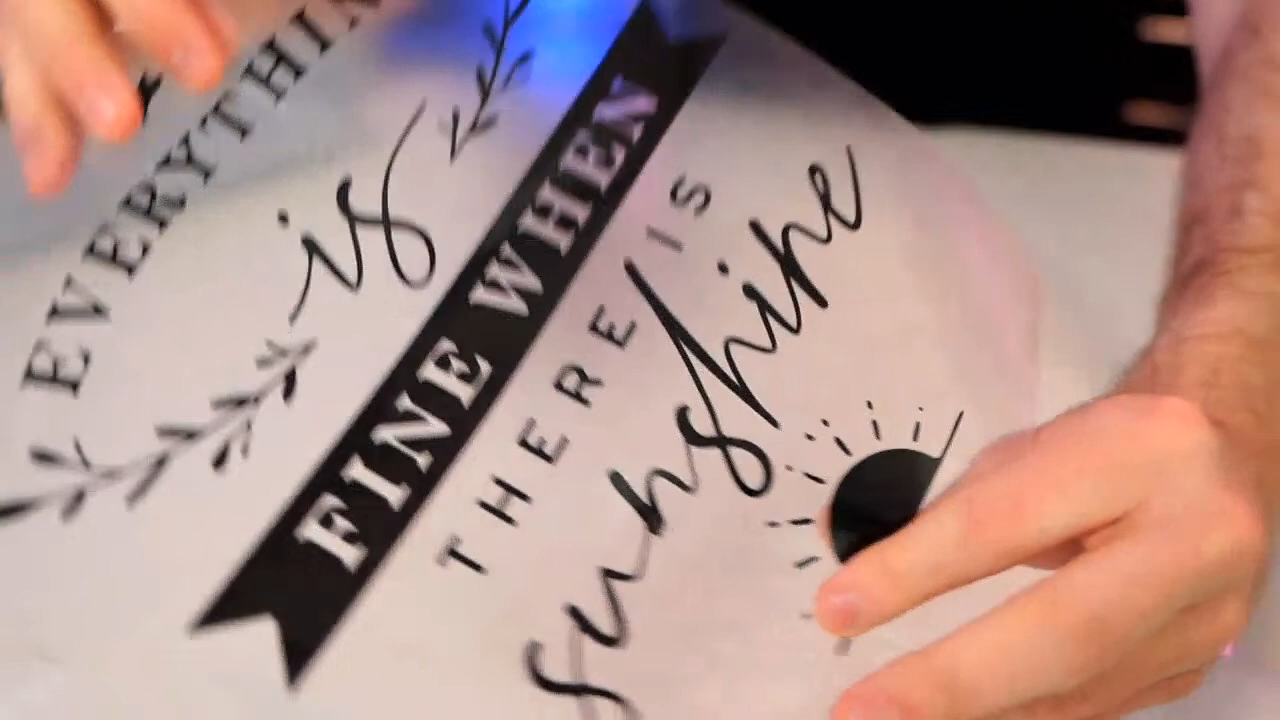 EVERYTHIN
is
FINE WHEN
THERE IS
sunshine